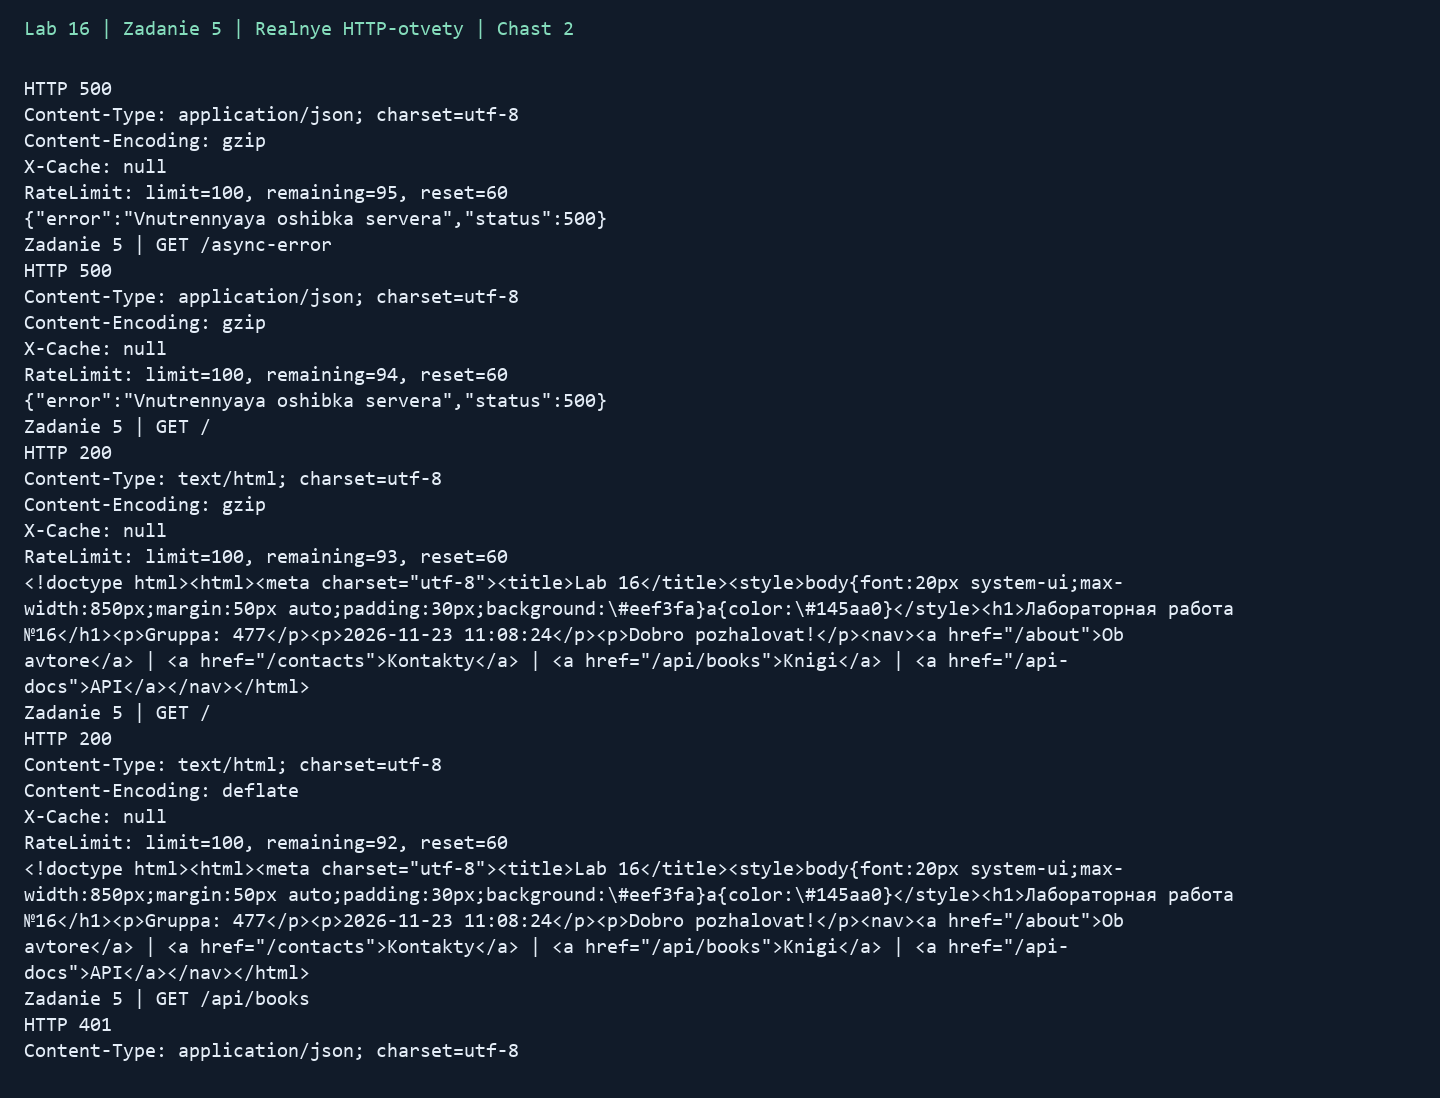 Lab 16 | Zadanie 5 | Realnye HTTP-otvety | Chast 2
HTTP 500
Content-Type: application/json; charset=utf-8
Content-Encoding: gzip
X-Cache: null
RateLimit: limit=100, remaining=95, reset=60
{"error":"Vnutrennyaya oshibka servera","status":500}
Zadanie 5 | GET /async-error
HTTP 500
Content-Type: application/json; charset=utf-8
Content-Encoding: gzip
X-Cache: null
RateLimit: limit=100, remaining=94, reset=60
{"error":"Vnutrennyaya oshibka servera","status":500}
Zadanie 5 | GET /
HTTP 200
Content-Type: text/html; charset=utf-8
Content-Encoding: gzip
X-Cache: null
RateLimit: limit=100, remaining=93, reset=60
<!doctype html><html><meta charset="utf-8"><title>Lab 16</title><style>body{font:20px system-ui;max-
width:850px;margin:50px auto;padding:30px;background:\#eef3fa}a{color:\#145aa0}</style><h1>Лабораторная работа
№16</h1><p>Gruppa: 477</p><p>2026-11-23 11:08:24</p><p>Dobro pozhalovat!</p><nav><a href="/about">Ob
avtore</a> | <a href="/contacts">Kontakty</a> | <a href="/api/books">Knigi</a> | <a href="/api-
docs">API</a></nav></html>
Zadanie 5 | GET /
HTTP 200
Content-Type: text/html; charset=utf-8
Content-Encoding: deflate
X-Cache: null
RateLimit: limit=100, remaining=92, reset=60
<!doctype html><html><meta charset="utf-8"><title>Lab 16</title><style>body{font:20px system-ui;max-
width:850px;margin:50px auto;padding:30px;background:\#eef3fa}a{color:\#145aa0}</style><h1>Лабораторная работа
№16</h1><p>Gruppa: 477</p><p>2026-11-23 11:08:24</p><p>Dobro pozhalovat!</p><nav><a href="/about">Ob
avtore</a> | <a href="/contacts">Kontakty</a> | <a href="/api/books">Knigi</a> | <a href="/api-
docs">API</a></nav></html>
Zadanie 5 | GET /api/books
HTTP 401
Content-Type: application/json; charset=utf-8